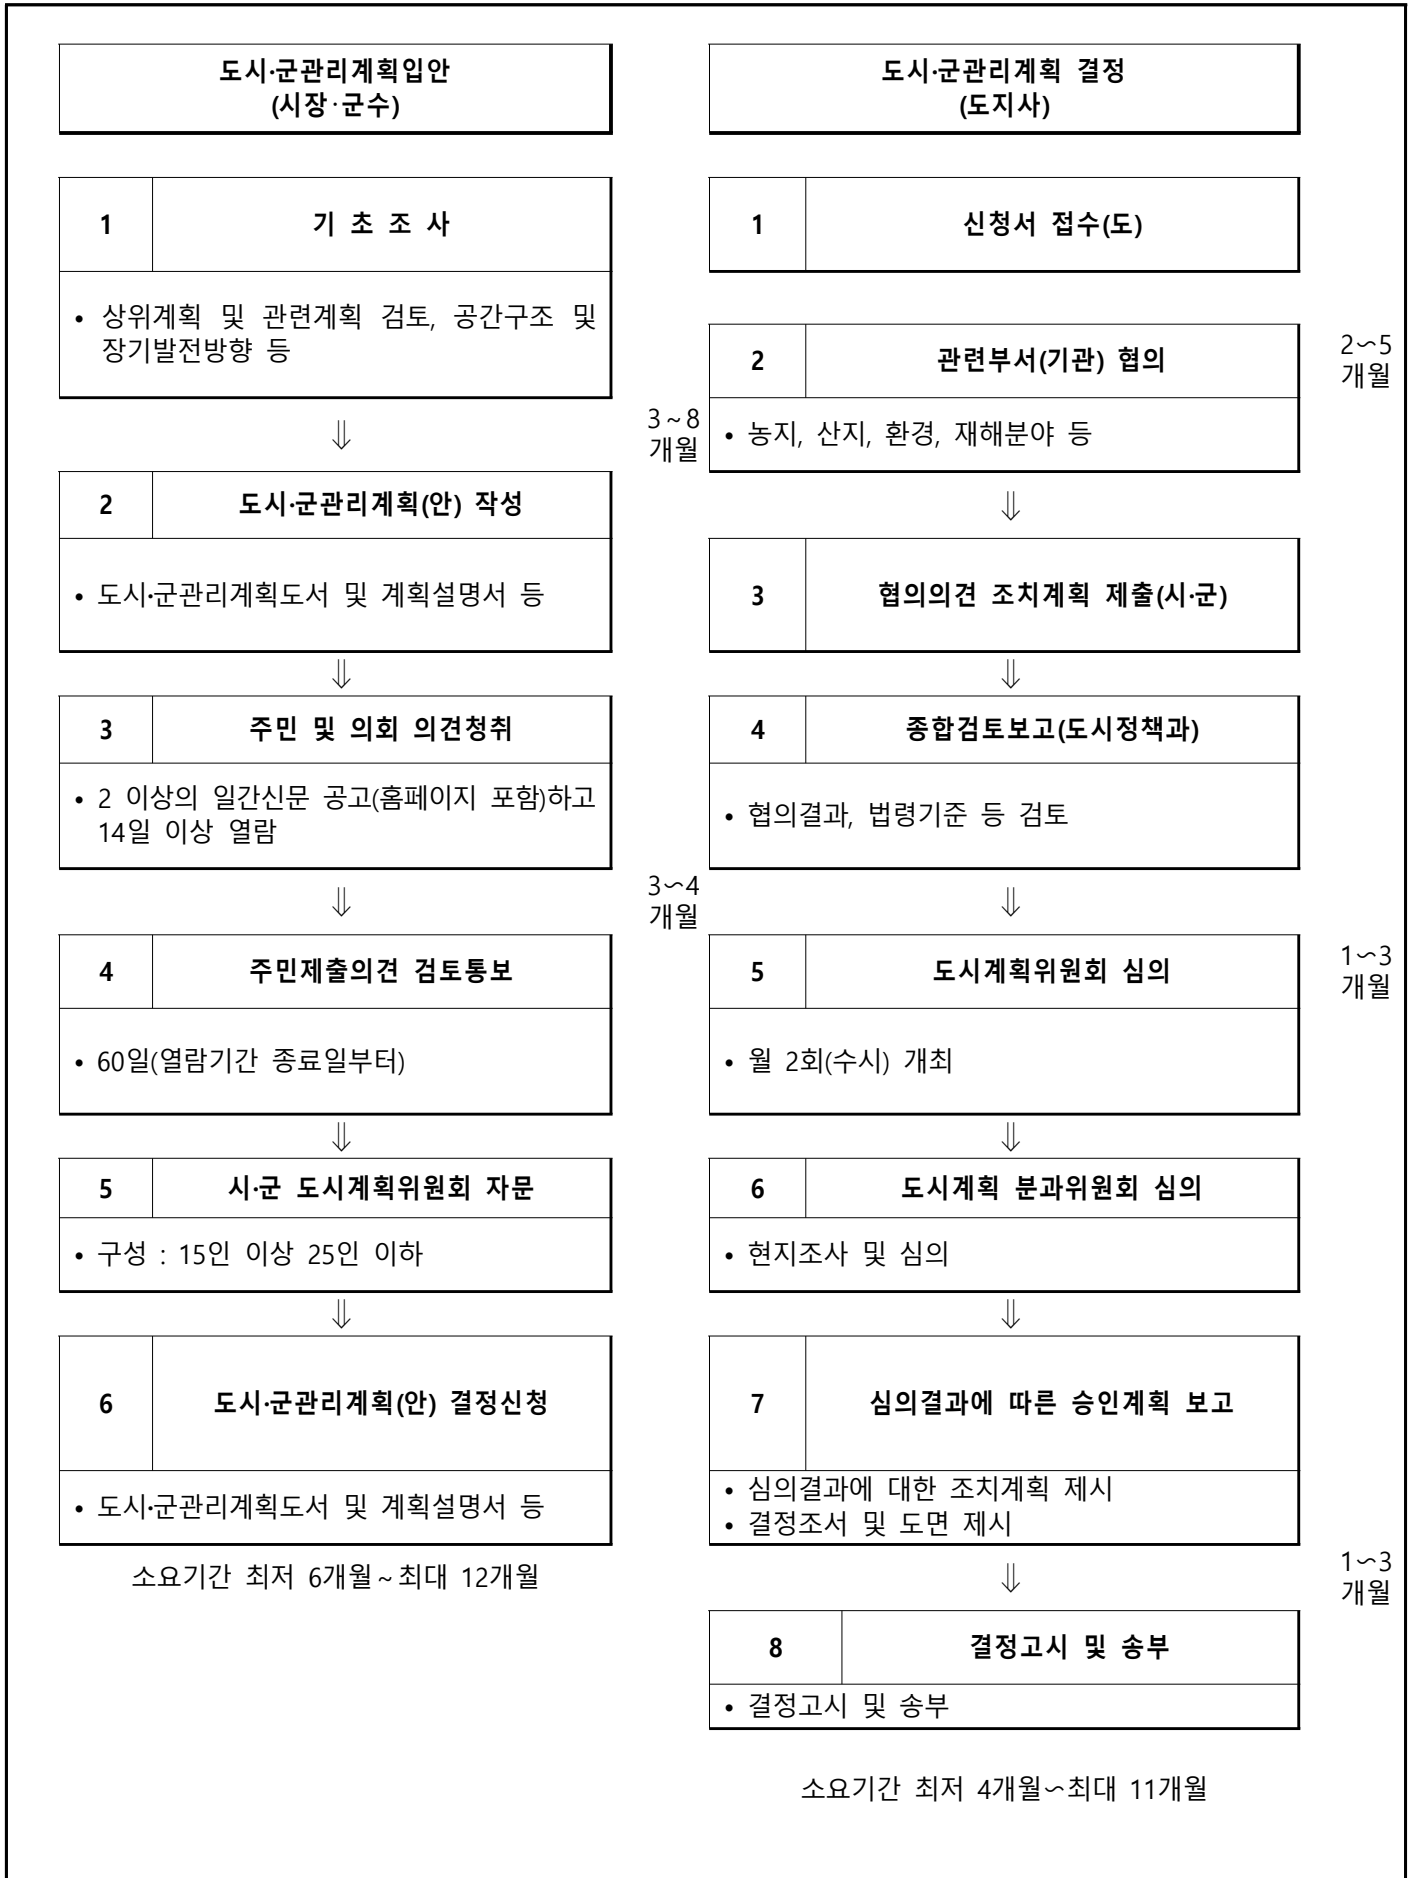 도시·군관리계획입안
(시장·군수)
1
기 초 조 사
• 상위계획 및 관련계획 검토, 공간구조 및
장기발전방향 등
⇓
3~8
개월
2
도시·군관리계획(안) 작성
• 도시·군관리계획도서 및 계획설명서 등
⇓
3
주민 및 의회 의견청취
• 2 이상의 일간신문 공고(홈페이지 포함)하고
14일 이상 열람
⇓
3∽4
개월
4
주민제출의견 검토통보
• 60일(열람기간 종료일부터)
⇓
5
시·군 도시계획위원회 자문
• 구성 : 15인 이상 25인 이하
⇓
6
도시·군관리계획(안) 결정신청
• 도시·군관리계획도서 및 계획설명서 등
소요기간 최저 6개월~최대 12개월
도시·군관리계획 결정
(도지사)
1
신청서 접수(도)
2
관련부서(기관) 협의
2∽5
개월
• 농지, 산지, 환경, 재해분야 등
⇓
3
협의의견 조치계획 제출(시·군)
⇓
4
종합검토보고(도시정책과)
• 협의결과, 법령기준 등 검토
⇓
5
도시계획위원회 심의
1∽3
개월
• 월 2회(수시) 개최
⇓
6
도시계획 분과위원회 심의
• 현지조사 및 심의
⇓
7
심의결과에 따른 승인계획 보고
• 심의결과에 대한 조치계획 제시
• 결정조서 및 도면 제시
⇓
1∽3
개월
8
결정고시 및 송부
• 결정고시 및 송부
소요기간 최저 4개월∽최대 11개월